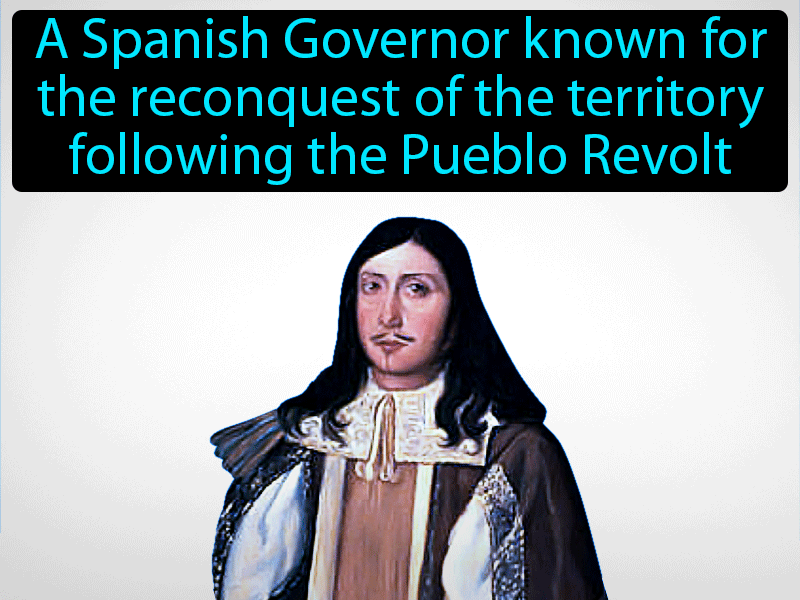 A Spanish Governor known for
the reconquest of the territory
following the Pueblo Revolt